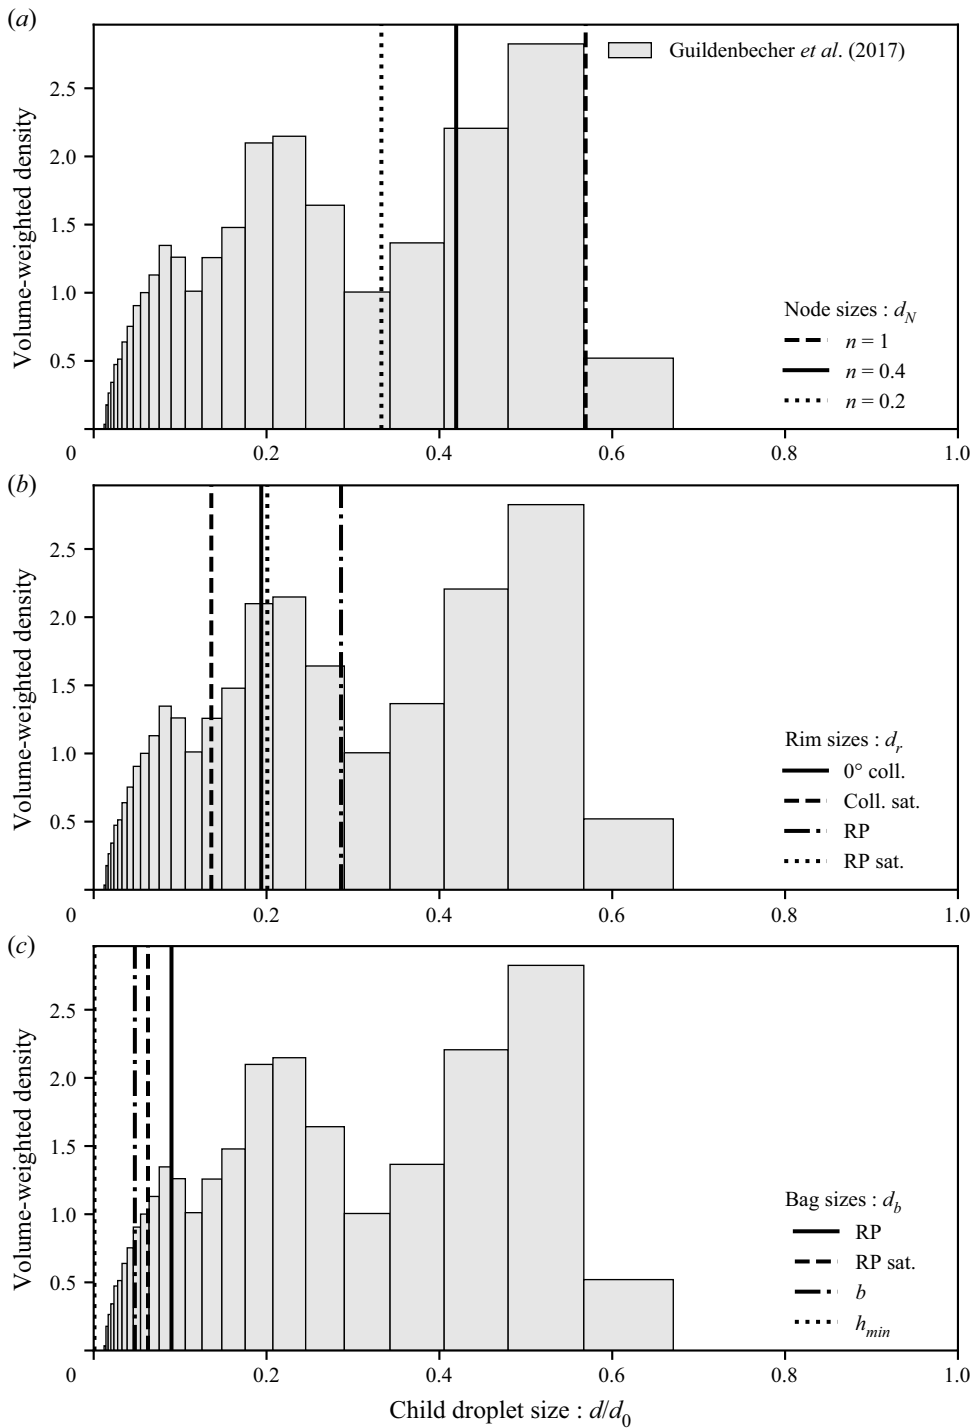 (a)
Guildenbecher et al. (2017)
Volume-weighted density
2.5
2.0
1.5
1.0
0.5
Node sizes : d_N
n = 1
n = 0.4
n = 0.2
0 0.2 0.4 0.6 0.8 1.0
(b)
Volume-weighted density
2.5
2.0
1.5
1.0
0.5
Rim sizes : d_r
0° coll.
Coll. sat.
RP
RP sat.
0 0.2 0.4 0.6 0.8 1.0
(c)
Volume-weighted density
2.5
2.0
1.5
1.0
0.5
Bag sizes : d_b
RP
RP sat.
b
h_min
0 0.2 0.4 0.6 0.8 1.0
Child droplet size : d/d_0